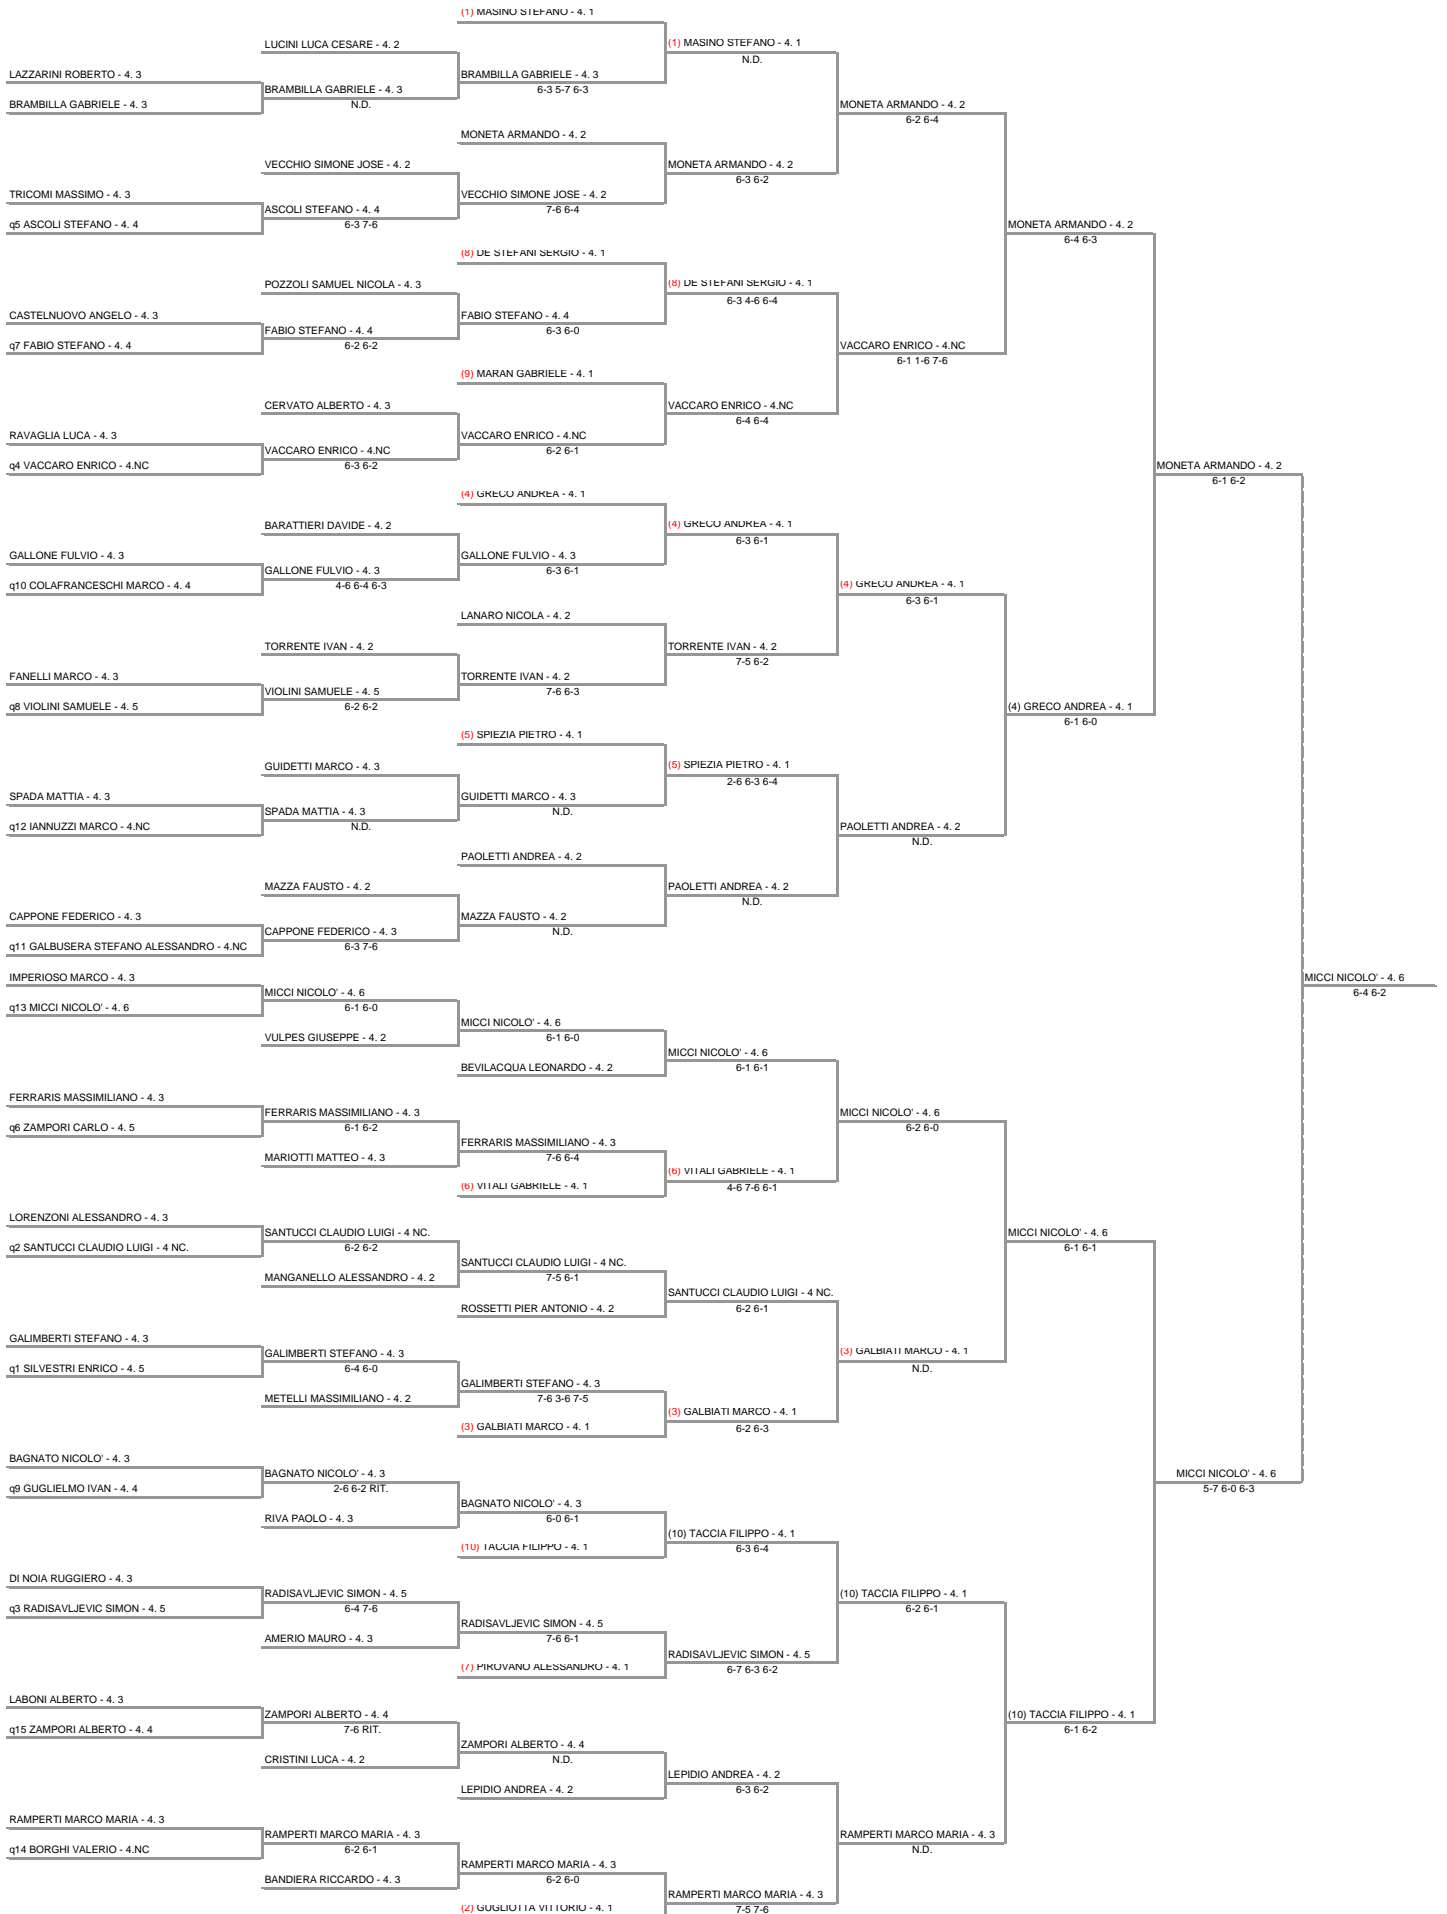 (1) MASINO STEFANO - 4. 1
LUCINI LUCA CESARE - 4. 2
(1) MASINO STEFANO - 4. 1
N.D.
LAZZARINI ROBERTO - 4. 3
BRAMBILLA GABRIELE - 4. 3
6-3 5-7 6-3
BRAMBILLA GABRIELE - 4. 3
N.D.
BRAMBILLA GABRIELE - 4. 3
MONETA ARMANDO - 4. 2
6-2 6-4
MONETA ARMANDO - 4. 2
VECCHIO SIMONE JOSE - 4. 2
MONETA ARMANDO - 4. 2
6-3 6-2
TRICOMI MASSIMO - 4. 3
VECCHIO SIMONE JOSE - 4. 2
7-6 6-4
ASCOLI STEFANO - 4. 4
6-3 7-6
q5 ASCOLI STEFANO - 4. 4
MONETA ARMANDO - 4. 2
6-4 6-3
(8) DE STEFANI SERGIO - 4. 1
POZZOLI SAMUEL NICOLA - 4. 3
(8) DE STEFANI SERGIO - 4. 1
6-3 4-6 6-4
CASTELNUOVO ANGELO - 4. 3
FABIO STEFANO - 4. 4
6-3 6-0
FABIO STEFANO - 4. 4
6-2 6-2
q7 FABIO STEFANO - 4. 4
VACCARO ENRICO - 4.NC
6-1 1-6 7-6
(9) MARAN GABRIELE - 4. 1
CERVATO ALBERTO - 4. 3
VACCARO ENRICO - 4.NC
6-4 6-4
RAVAGLIA LUCA - 4. 3
VACCARO ENRICO - 4.NC
6-2 6-1
VACCARO ENRICO - 4.NC
6-3 6-2
q4 VACCARO ENRICO - 4.NC
MONETA ARMANDO - 4. 2
6-1 6-2
(4) GRECO ANDREA - 4. 1
BARATTIERI DAVIDE - 4. 2
(4) GRECO ANDREA - 4. 1
6-3 6-1
GALLONE FULVIO - 4. 3
GALLONE FULVIO - 4. 3
6-3 6-1
GALLONE FULVIO - 4. 3
4-6 6-4 6-3
q10 COLAFRANCESCHI MARCO - 4. 4
(4) GRECO ANDREA - 4. 1
6-3 6-1
LANARO NICOLA - 4. 2
TORRENTE IVAN - 4. 2
TORRENTE IVAN - 4. 2
7-5 6-2
FANELLI MARCO - 4. 3
TORRENTE IVAN - 4. 2
7-6 6-3
VIOLINI SAMUELE - 4. 5
6-2 6-2
q8 VIOLINI SAMUELE - 4. 5
(4) GRECO ANDREA - 4. 1
6-1 6-0
(5) SPIEZIA PIETRO - 4. 1
GUIDETTI MARCO - 4. 3
(5) SPIEZIA PIETRO - 4. 1
2-6 6-3 6-4
SPADA MATTIA - 4. 3
GUIDETTI MARCO - 4. 3
N.D.
SPADA MATTIA - 4. 3
N.D.
q12 IANNUZZI MARCO - 4.NC
PAOLETTI ANDREA - 4. 2
N.D.
PAOLETTI ANDREA - 4. 2
MAZZA FAUSTO - 4. 2
PAOLETTI ANDREA - 4. 2
N.D.
CAPPONE FEDERICO - 4. 3
MAZZA FAUSTO - 4. 2
N.D.
CAPPONE FEDERICO - 4. 3
6-3 7-6
q11 GALBUSERA STEFANO ALESSANDRO - 4.NC
IMPERIOSO MARCO - 4. 3
MICCI NICOLO' - 4. 6
6-4 6-2
MICCI NICOLO' - 4. 6
6-1 6-0
q13 MICCI NICOLO' - 4. 6
MICCI NICOLO' - 4. 6
6-1 6-0
VULPES GIUSEPPE - 4. 2
MICCI NICOLO' - 4. 6
6-1 6-1
BEVILACQUA LEONARDO - 4. 2
FERRARIS MASSIMILIANO - 4. 3
FERRARIS MASSIMILIANO - 4. 3
6-1 6-2
MICCI NICOLO' - 4. 6
6-2 6-0
q6 ZAMPORI CARLO - 4. 5
FERRARIS MASSIMILIANO - 4. 3
7-6 6-4
MARIOTTI MATTEO - 4. 3
(6) VITALI GABRIELE - 4. 1
4-6 7-6 6-1
(6) VITALI GABRIELE - 4. 1
LORENZONI ALESSANDRO - 4. 3
SANTUCCI CLAUDIO LUIGI - 4 NC.
6-2 6-2
MICCI NICOLO' - 4. 6
6-1 6-1
q2 SANTUCCI CLAUDIO LUIGI - 4 NC.
SANTUCCI CLAUDIO LUIGI - 4 NC.
7-5 6-1
MANGANELLO ALESSANDRO - 4. 2
SANTUCCI CLAUDIO LUIGI - 4 NC.
6-2 6-1
ROSSETTI PIER ANTONIO - 4. 2
GALIMBERTI STEFANO - 4. 3
GALIMBERTI STEFANO - 4. 3
6-4 6-0
(3) GALBIATI MARCO - 4. 1
N.D.
q1 SILVESTRI ENRICO - 4. 5
GALIMBERTI STEFANO - 4. 3
7-6 3-6 7-5
METELLI MASSIMILIANO - 4. 2
(3) GALBIATI MARCO - 4. 1
6-2 6-3
(3) GALBIATI MARCO - 4. 1
BAGNATO NICOLO' - 4. 3
BAGNATO NICOLO' - 4. 3
2-6 6-2 RIT.
MICCI NICOLO' - 4. 6
5-7 6-0 6-3
q9 GUGLIELMO IVAN - 4. 4
BAGNATO NICOLO' - 4. 3
6-0 6-1
RIVA PAOLO - 4. 3
(10) TACCIA FILIPPO - 4. 1
6-3 6-4
(10) TACCIA FILIPPO - 4. 1
DI NOIA RUGGIERO - 4. 3
RADISAVLJEVIC SIMON - 4. 5
6-4 7-6
(10) TACCIA FILIPPO - 4. 1
6-2 6-1
q3 RADISAVLJEVIC SIMON - 4. 5
RADISAVLJEVIC SIMON - 4. 5
7-6 6-1
AMERIO MAURO - 4. 3
RADISAVLJEVIC SIMON - 4. 5
6-7 6-3 6-2
(7) PIROVANO ALESSANDRO - 4. 1
LABONI ALBERTO - 4. 3
ZAMPORI ALBERTO - 4. 4
7-6 RIT.
(10) TACCIA FILIPPO - 4. 1
6-1 6-2
q15 ZAMPORI ALBERTO - 4. 4
ZAMPORI ALBERTO - 4. 4
N.D.
CRISTINI LUCA - 4. 2
LEPIDIO ANDREA - 4. 2
6-3 6-2
LEPIDIO ANDREA - 4. 2
RAMPERTI MARCO MARIA - 4. 3
RAMPERTI MARCO MARIA - 4. 3
6-2 6-1
RAMPERTI MARCO MARIA - 4. 3
N.D.
q14 BORGHI VALERIO - 4.NC
RAMPERTI MARCO MARIA - 4. 3
6-2 6-0
BANDIERA RICCARDO - 4. 3
RAMPERTI MARCO MARIA - 4. 3
7-5 7-6
(2) GUGLIOTTA VITTORIO - 4. 1